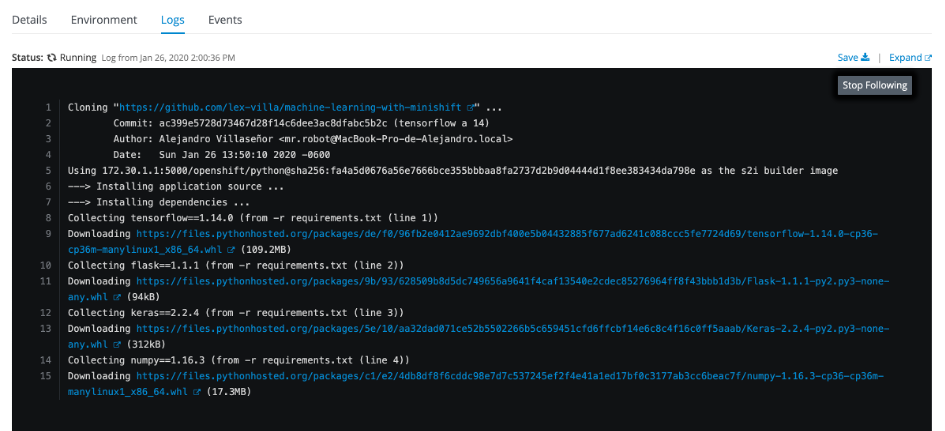 Details Environment Logs Events
Status: Running Log from Jan 26, 2020 2:00:36 PM Save | Expand
Stop Following
1 Cloning "https://github.com/lex-villa/machine-learning-with-minishift " ...
2 Commit: ac399e5728d73467d28f14c6dee3ac8dfabc5b2c (tensorflow a 14)
3 Author: Alejandro Villaseñor <mr.robot@MacBook-Pro-de-Alejandro.local>
4 Date: Sun Jan 26 13:50:10 2020 -0600
5 Using 172.30.1.1:5000/openshift/python@sha256:fa4a5d0676a56e7666bce355bbbaa8fa2737d2b9d04444d1f8ee383434da798e as the s2i builder image
6 ---> Installing application source ...
7 ---> Installing dependencies ...
8 Collecting tensorflow==1.14.0 (from -r requirements.txt (line 1))
9 Downloading https://files.pythonhosted.org/packages/de/f0/96fb2e0412ae9692dbf400e5b04432885f677ad6241c088ccc5fe7724d69/tensorflow-1.14.0-cp36-
cp36m-manylinux1_x86_64.whl (109.2MB)
10 Collecting flask==1.1.1 (from -r requirements.txt (line 2))
11 Downloading https://files.pythonhosted.org/packages/9b/93/628509b8d5dc749656a9641f4caf13540e2cdec85276964ff8f43bbb1d3b/Flask-1.1.1-py2.py3-none-
any.whl (94kB)
12 Collecting keras==2.2.4 (from -r requirements.txt (line 3))
13 Downloading https://files.pythonhosted.org/packages/5e/10/aa32dad071ce52b5502266b5c659451cfd6ffcbf14e6c8c4f16c0ff5aaab/Keras-2.2.4-py2.py3-none-
any.whl (312kB)
14 Collecting numpy==1.16.3 (from -r requirements.txt (line 4))
15 Downloading https://files.pythonhosted.org/packages/c1/e2/4db8df8f6cddc98e7d7c537245ef2f4e41a1ed17bf0c3177ab3cc6beac7f/numpy-1.16.3-cp36-cp36m-
manylinux1_x86_64.whl (17.3MB)